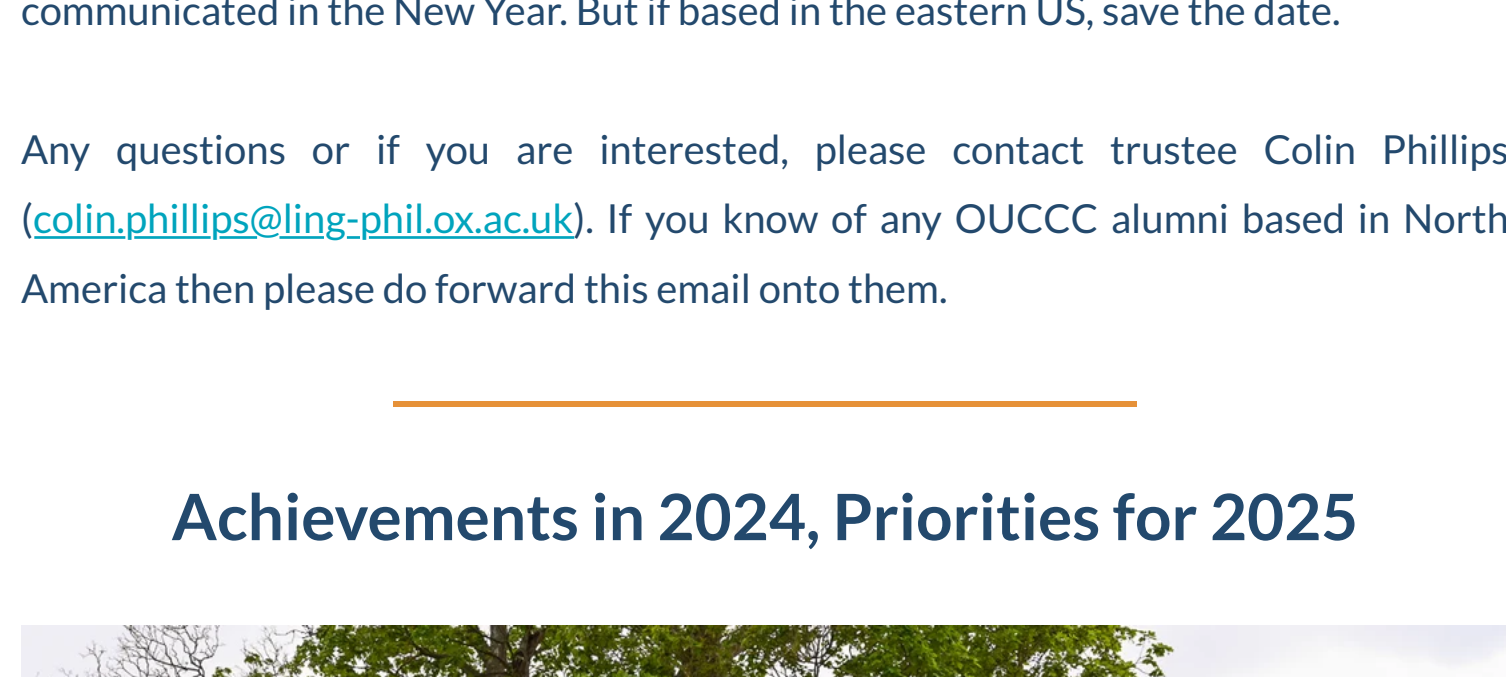 communicated in the New Year. But if based in the eastern US, save the date.
Any questions or if you are interested, please contact trustee Colin Phillips
(colin.phillips@ling-phil.ox.ac.uk). If you know of any OUCCC alumni based in North
America then please do forward this email onto them.
Achievements in 2024, Priorities for 2025